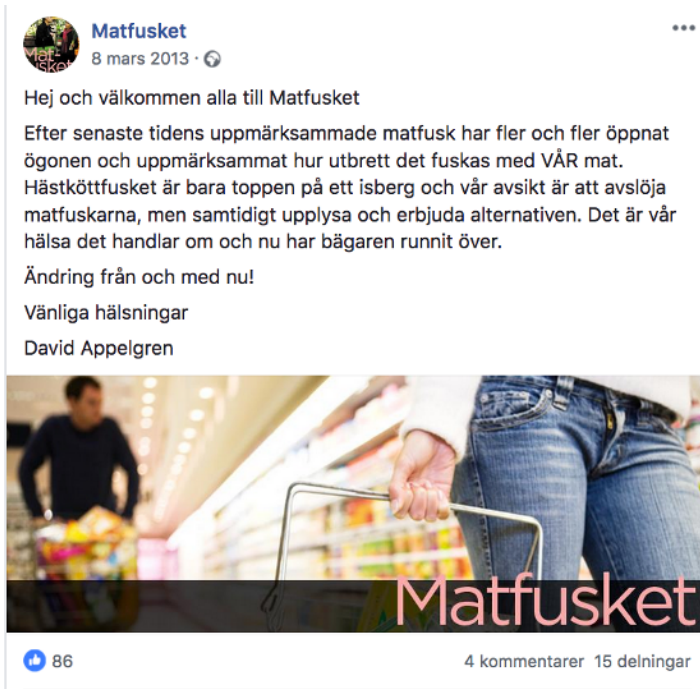 Matfusket
8 mars 2013 ·
Hej och välkommen alla till Matfusket
Efter senaste tidens uppmärksammade matfusk har fler och fler öppnat
ögonen och uppmärksammat hur utbrett det fuskas med VÅR mat.
Hästköttfusket är bara toppen på ett isberg och vår avsikt är att avslöja
matfuskarna, men samtidigt upplysa och erbjuda alternativen. Det är vår
hälsa det handlar om och nu har bägaren runnit över.
Ändring från och med nu!
Vänliga hälsningar
David Appelgren
Matfusket
86
4 kommentarer 15 delningar